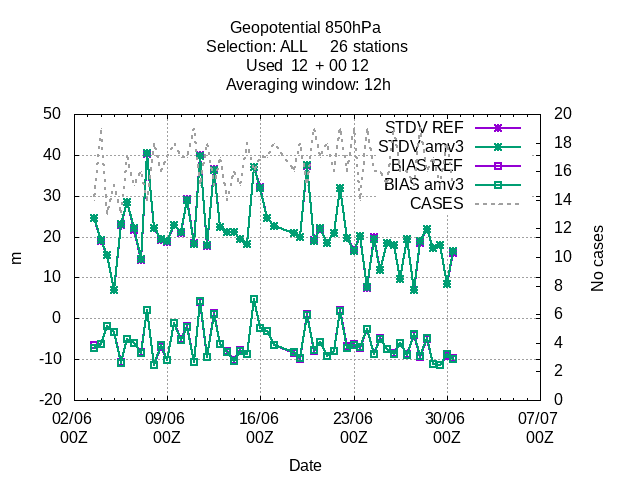 Geopotential 850hPa
Selection: ALL 26 stations
Used 12 + 00 12
Averaging window: 12h
50
40
30
20
10
0
-10
-20
m
20
18
16
14
12
10
8
6
4
2
0
No cases
STDV REF
STDV amv3
BIAS REF
BIAS amv3
CASES
02/06 09/06 16/06 23/06 30/06 07/07
00Z 00Z 00Z 00Z 00Z 00Z
Date